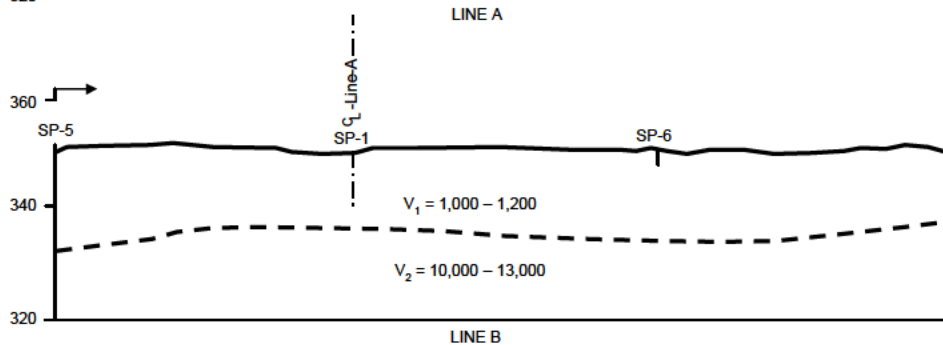 LINE A
360
SP-5
℄ -Line-A
SP-1
SP-6
340
V₁ = 1,000 – 1,200
V₂ = 10,000 – 13,000
320
LINE B